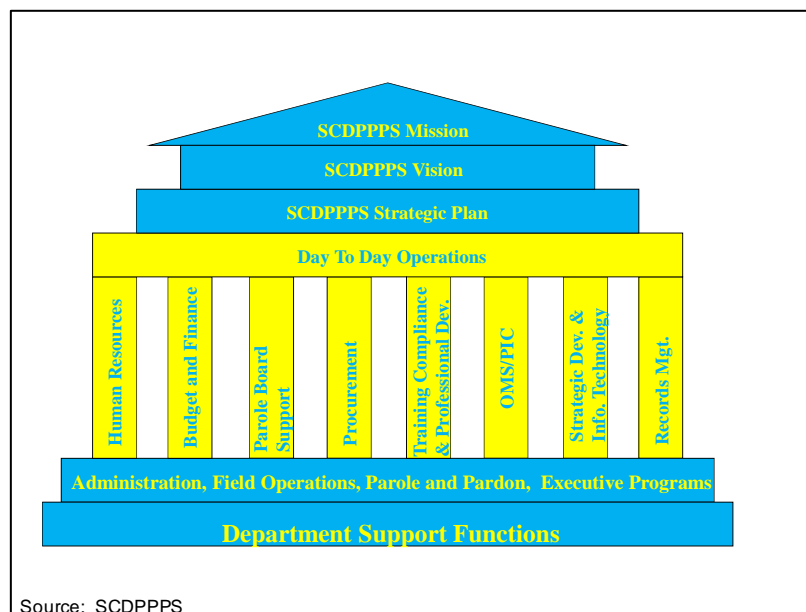 SCDPPPS Mission
SCDPPPS Vision
SCDPPPS Strategic Plan
Day To Day Operations
Human Resources
Budget and Finance
Parole Board
Support
Procurement
Training Compliance
& Professional Dev.
OMS/PIC
Strategic Dev. &
Info. Technology
Records Mgt.
Administration, Field Operations, Parole and Pardon, Executive Programs
Department Support Functions
Source: SCDPPPS